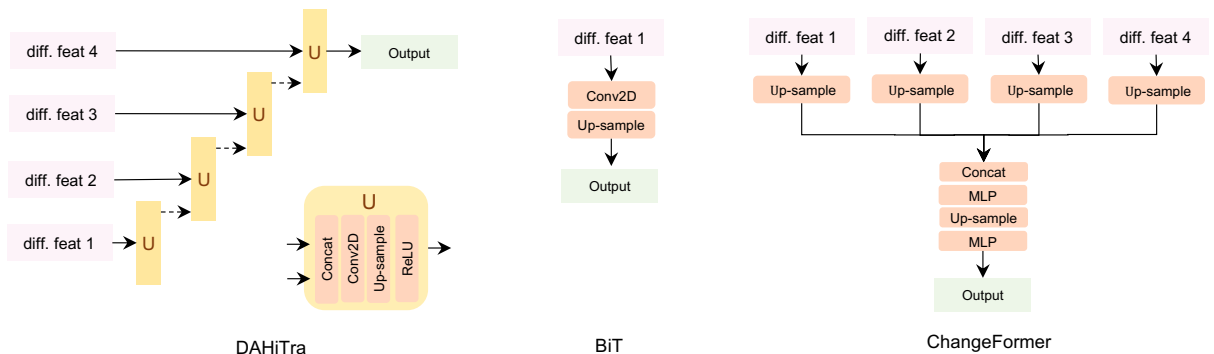 diff. feat 4
U
Output
diff. feat 3
U
diff. feat 2
U
diff. feat 1
U
U
Concat
Conv2D
Up-sample
ReLU
DAHiTra
diff. feat 1
Conv2D
Up-sample
Output
BiT
diff. feat 1
diff. feat 2
diff. feat 3
diff. feat 4
Up-sample
Up-sample
Up-sample
Up-sample
Concat
MLP
Up-sample
MLP
Output
ChangeFormer